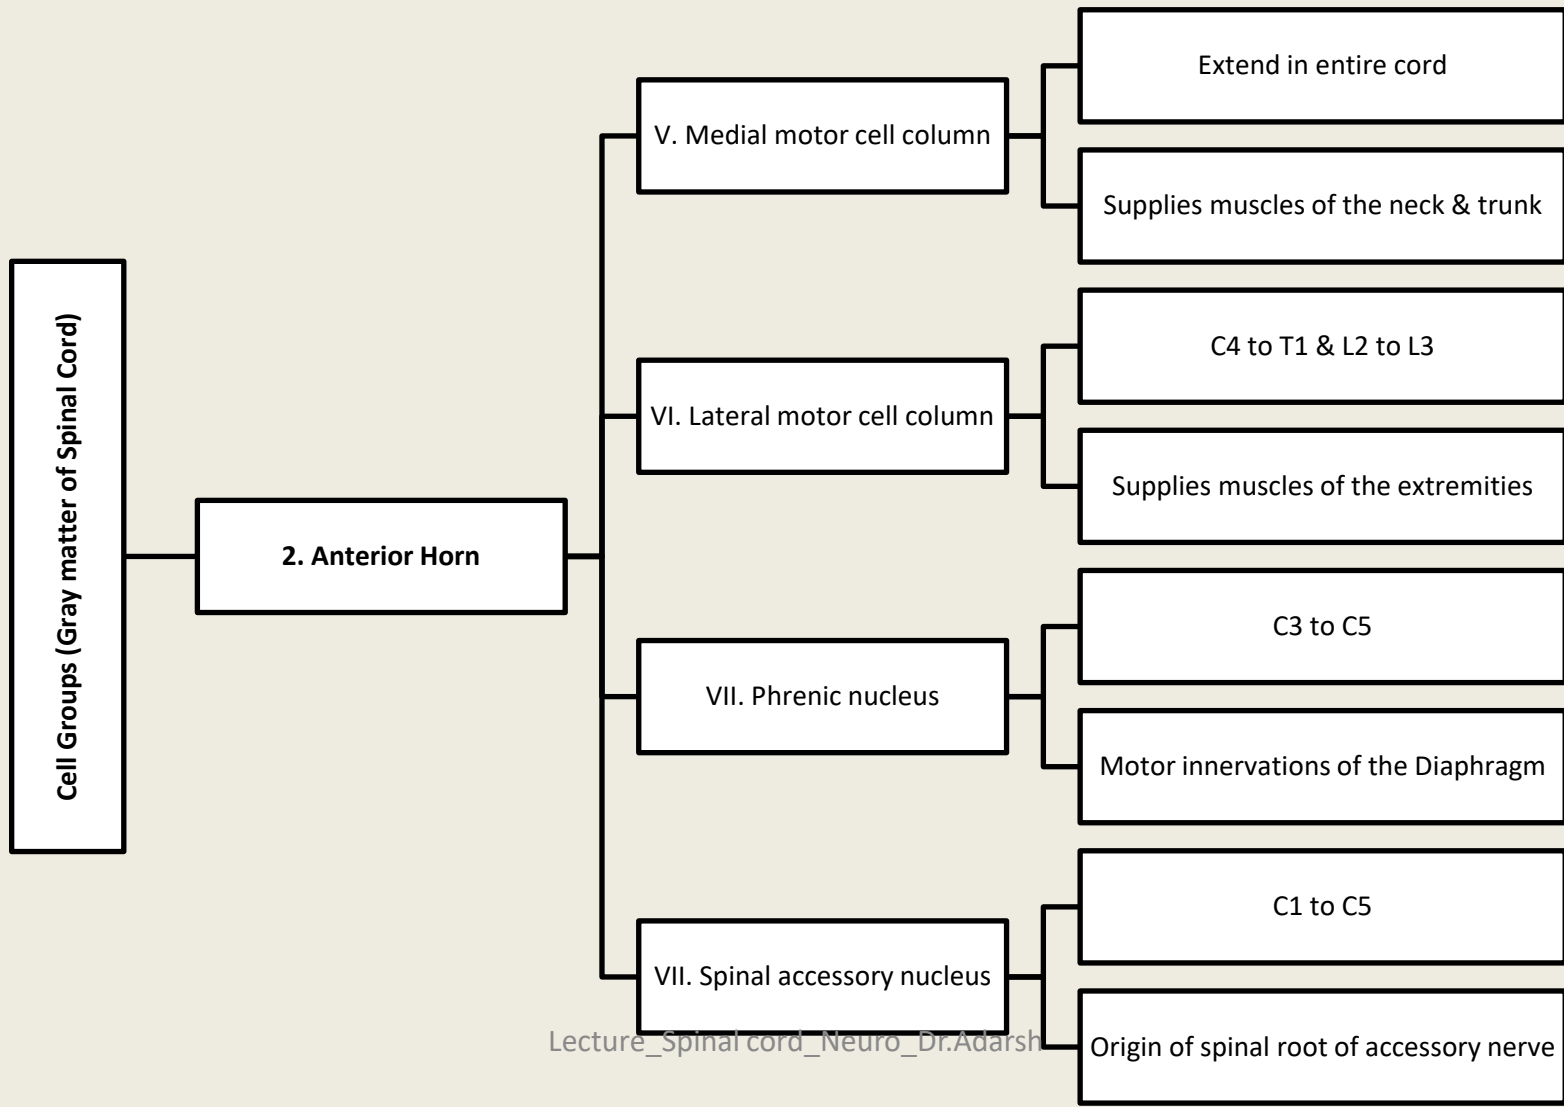 Cell Groups (Gray matter of Spinal Cord)
2. Anterior Horn
V. Medial motor cell column
Extend in entire cord
Supplies muscles of the neck & trunk
VI. Lateral motor cell column
C4 to T1 & L2 to L3
Supplies muscles of the extremities
VII. Phrenic nucleus
C3 to C5
Motor innervations of the Diaphragm
VII. Spinal accessory nucleus
C1 to C5
Origin of spinal root of accessory nerve
Lecture_Spinal cord_Neuro_Dr.Adarsh